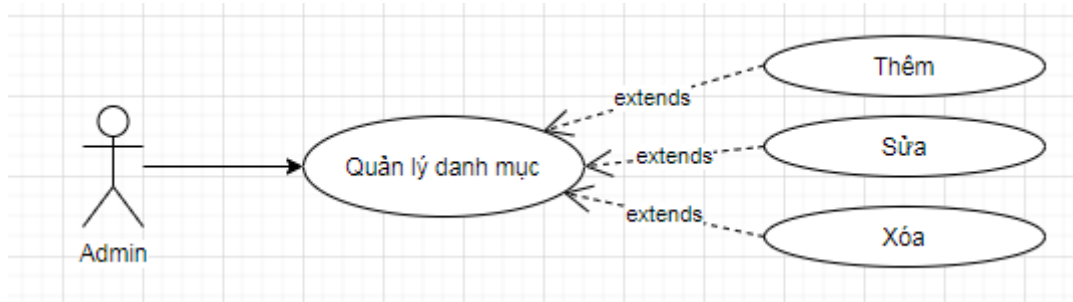 Thêm
extends
Quản lý danh mục
extends
Sửa
extends
Xóa
Admin